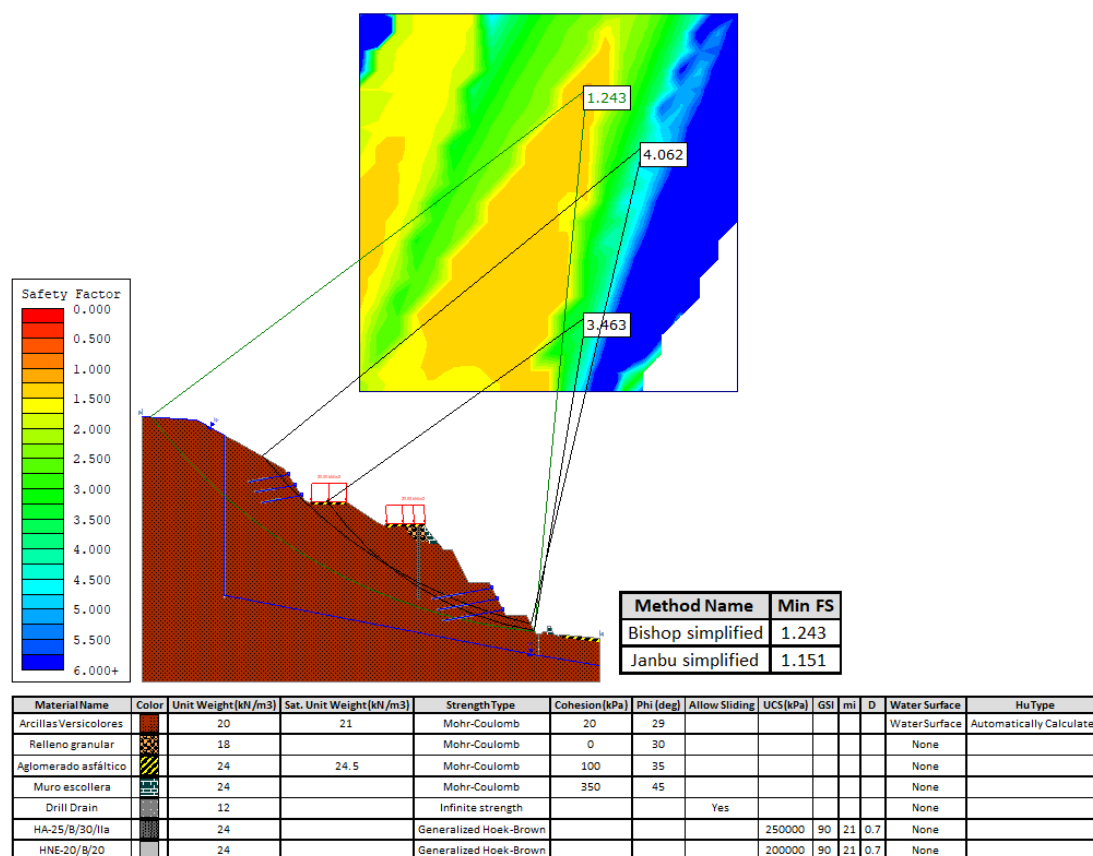 1.243
4.062
3.463
Safety Factor
0.000
0.500
1.000
1.500
2.000
2.500
3.000
3.500
4.000
4.500
5.000
5.500
6.000+
Method Name Min FS
Bishop simplified 1.243
Janbu simplified 1.151
Material Name Color Unit Weight (kN/m3) Sat. Unit Weight (kN/m3) Strength Type Cohesion (kPa) Phi (deg) Allow Sliding UCS (kPa) GSI mi D Water Surface Hu Type
Arcillas Versicolores 20 21 Mohr-Coulomb 20 29 Water Surface Automatically Calculate
Relleno granular 18 Mohr-Coulomb 0 30 None
Aglomerado asfáltico 24 24.5 Mohr-Coulomb 100 35 None
Muro escollera 24 Mohr-Coulomb 350 45 None
Drill Drain 12 Infinite strength Yes None
HA-25/B/30/IIa 24 Generalized Hoek-Brown 250000 90 21 0.7 None
HNE-20/B/20 24 Generalized Hoek-Brown 200000 90 21 0.7 None